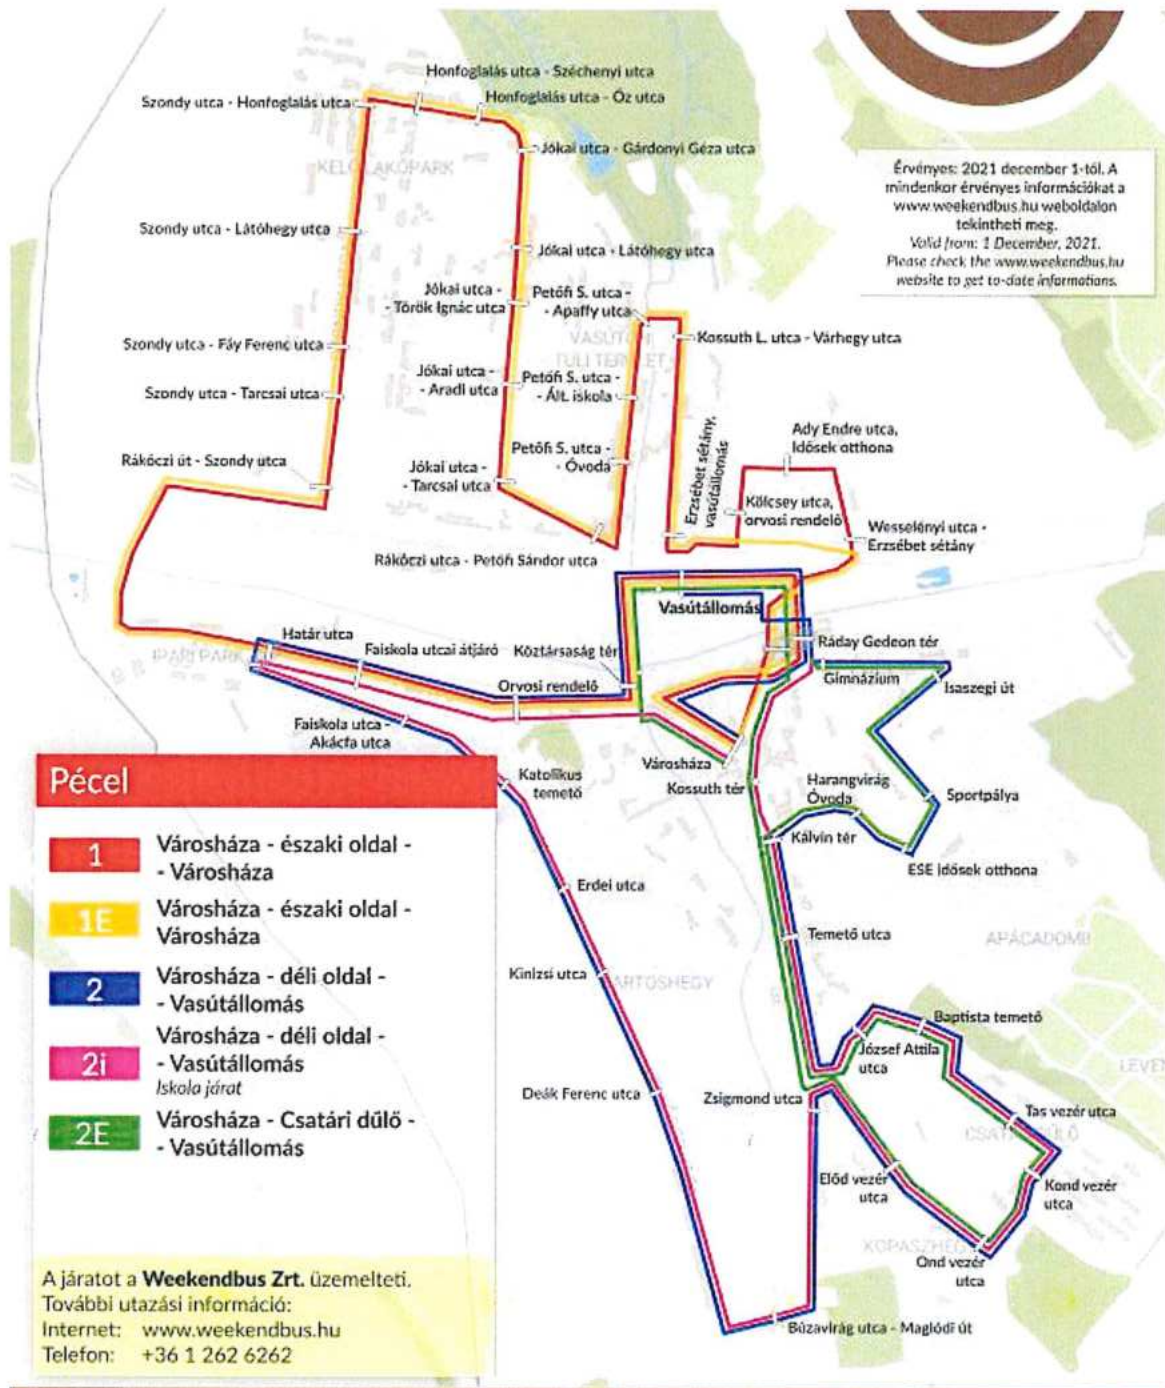 Honfoglalás utca - Széchenyi utca
Szondy utca - Honfoglalás utca
Honfoglalás utca - Őz utca
Jókai utca - Gárdonyi Géza utca
Érvényes: 2021 december 1-től. A
mindenkor érvényes információkat a
www.weekendbus.hu weboldalon
tekintheti meg.
Valid from: 1 December, 2021.
Please check the www.weekendbus.hu
website to get to-date informations.
Szondy utca - Látóhegy utca
Jókai utca - Látóhegy utca
Jókai utca -
- Török Ignác utca
Petőfi S. utca -
- Apaffy utca
VASÚTON
TÚLI TERÜLET
Kossuth L. utca - Várhegy utca
Szondy utca - Fáy Ferenc utca
Jókai utca -
- Aradi utca
Petőfi S. utca -
- Ált. iskola
Szondy utca - Tarcsai utca
Ady Endre utca,
Idősek otthona
Petőfi S. utca -
- Óvoda
Rákóczi út - Szondy utca
Jókai utca -
- Tarcsai utca
Erzsébet sétány,
vasútállomás
Kölcsey utca,
orvosi rendelő
Wesselényi utca -
Erzsébet sétány
Rákóczi utca - Petőfi Sándor utca
Vasútállomás
Határ utca
IPARI PARK
Faiskola utcai átjáró
Köztársaság tér
Ráday Gedeon tér
Gimnázium
Isaszegi út
Orvosi rendelő
Faiskola utca -
Akácfa utca
Városháza
Katolikus
temető
Kossuth tér
Harangvirág
Óvoda
Sportpálya
Kálvin tér
ESE Idősek otthona
Erdei utca
Temető utca
APÁCADOMB
Kinizsi utca
ARTOSHEGY
Baptista temető
József Attila
utca
LEVEN
Deák Ferenc utca
Zsigmond utca
Tas vezér utca
Előd vezér
utca
Kond vezér
utca
Ond vezér
utca
Búzavirág utca - Maglódi út
Pécel
1
Városháza - északi oldal -
- Városháza
1E
Városháza - északi oldal -
Városháza
2
Városháza - déli oldal -
- Vasútállomás
2i
Városháza - déli oldal -
- Vasútállomás
Iskola járat
2E
Városháza - Csatári dűlő -
- Vasútállomás
A járatot a Weekendbus Zrt. üzemelteti.
További utazási információ:
Internet: www.weekendbus.hu
Telefon: +36 1 262 6262